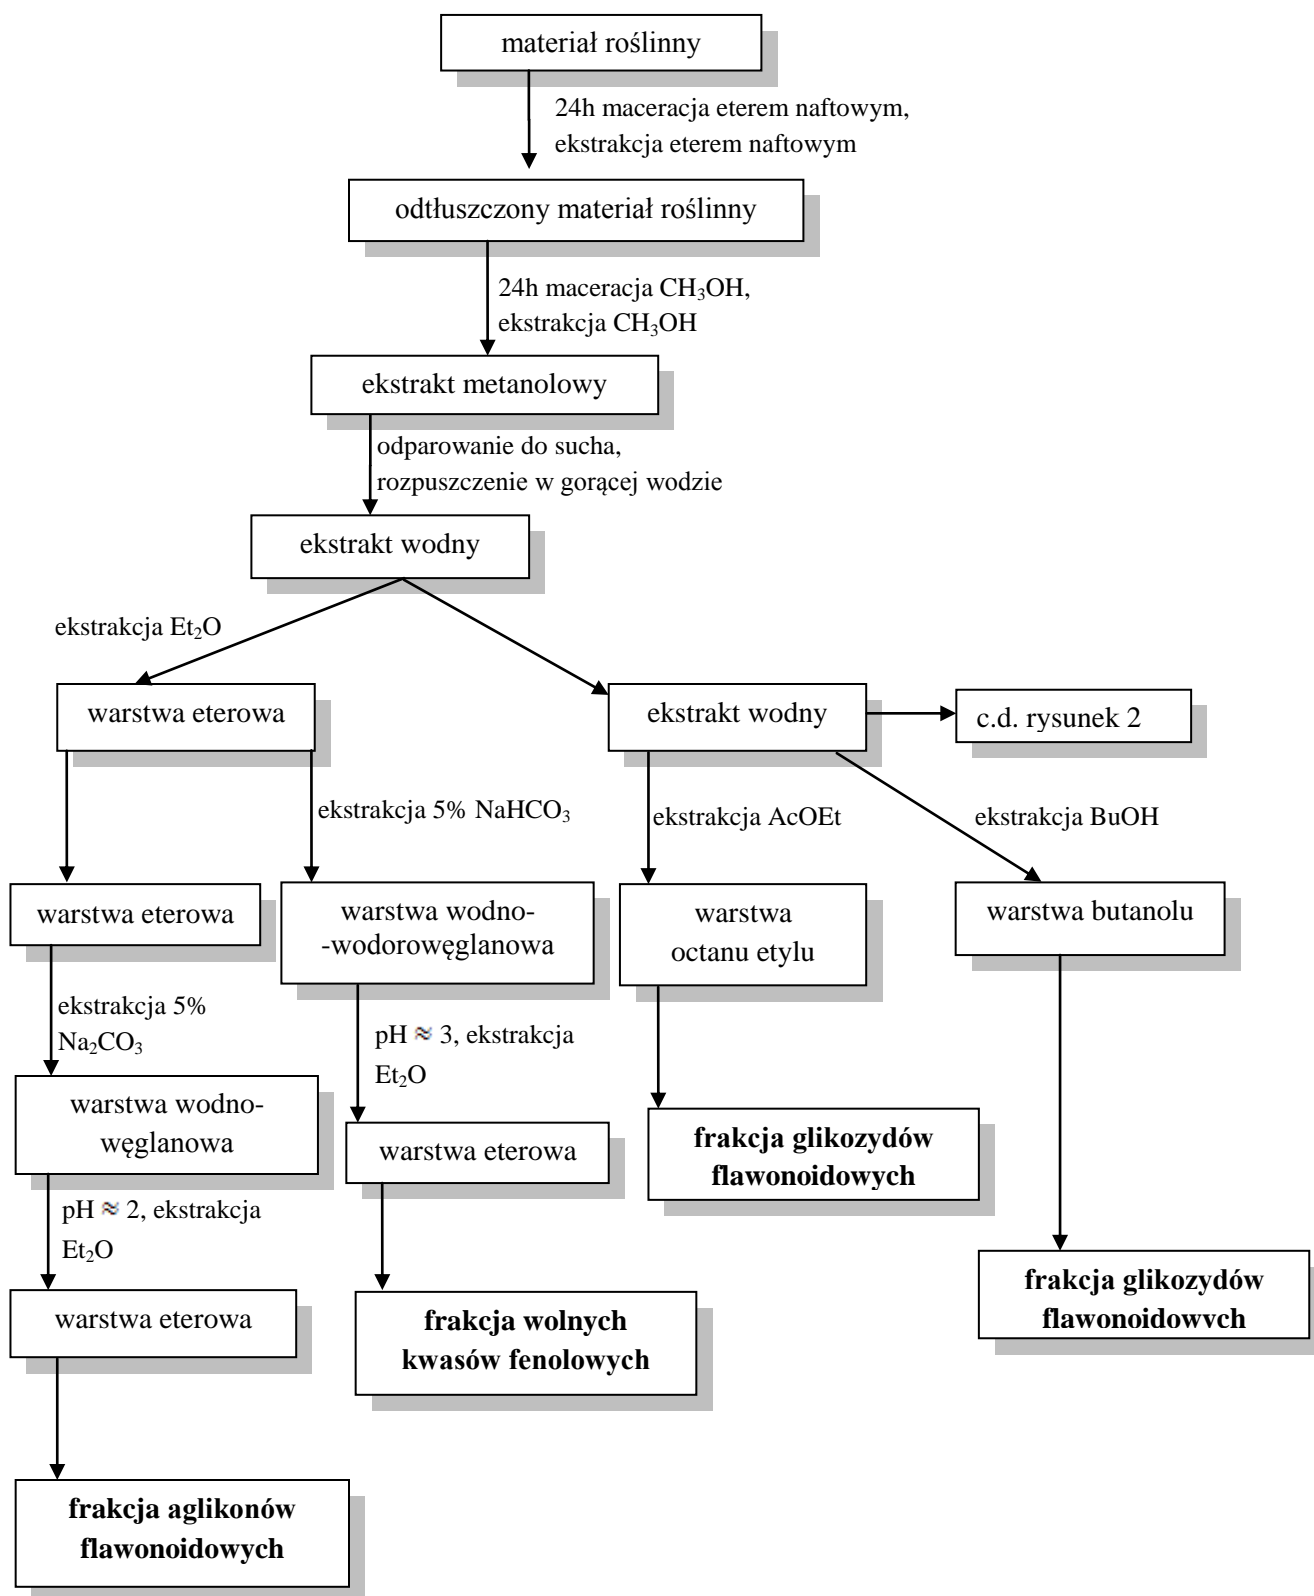 materiał roślinny
24h maceracja eterem naftowym,
ekstrakcja eterem naftowym
odtłuszczony materiał roślinny
24h maceracja CH₃OH,
ekstrakcja CH₃OH
ekstrakt metanolowy
odparowanie do sucha,
rozpuszczenie w gorącej wodzie
ekstrakt wodny
ekstrakcja Et₂O
warstwa eterowa
ekstrakt wodny
c.d. rysunek 2
ekstrakcja 5% NaHCO₃
ekstrakcja AcOEt
ekstrakcja BuOH
warstwa eterowa
warstwa wodno-
-wodorowęglanowa
warstwa
octanu etylu
warstwa butanolu
ekstrakcja 5%
Na₂CO₃
pH ≈ 3, ekstrakcja
Et₂O
warstwa wodno-
węglanowa
warstwa eterowa
frakcja glikozydów
flawonoidowych
pH ≈ 2, ekstrakcja
Et₂O
warstwa eterowa
frakcja wolnych
kwasów fenolowych
frakcja glikozydów
flawonoidowych
frakcja aglikonów
flawonoidowych